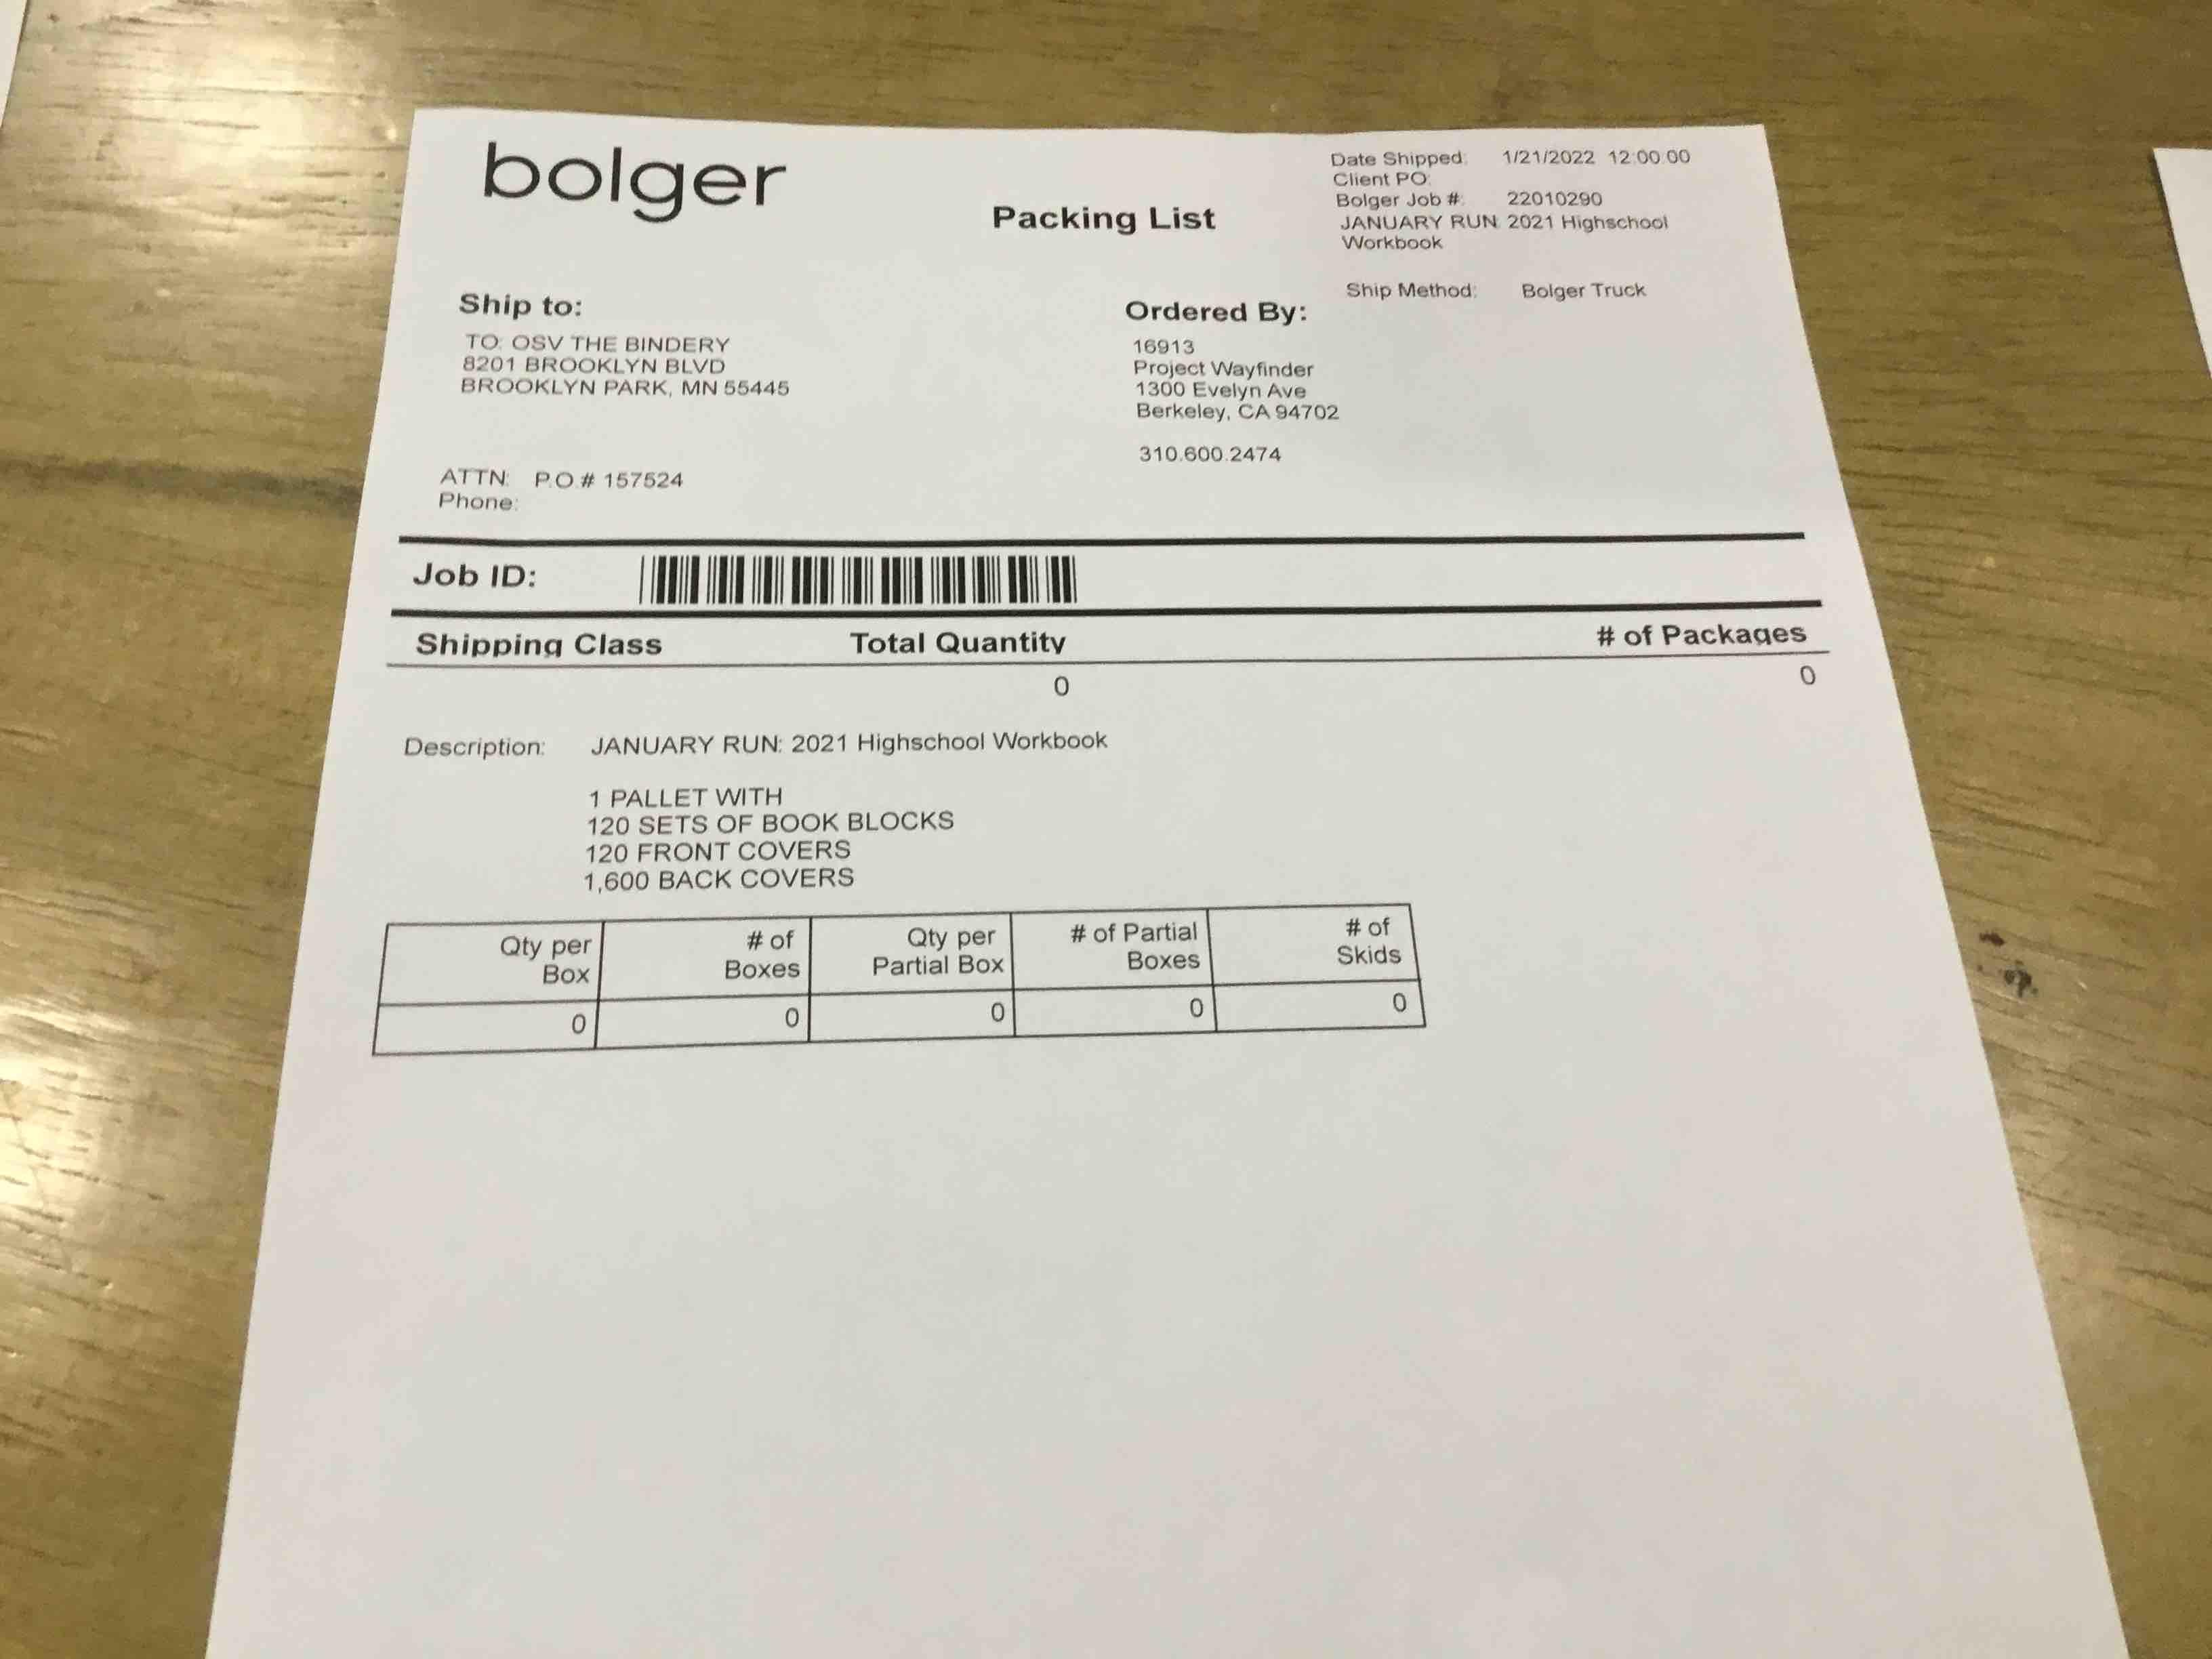 bolger
Packing List
Date Shipped: 1/21/2022 12:00:00
Client PO:
Bolger Job #: 22010290
JANUARY RUN: 2021 Highschool
Workbook
Ship Method: Bolger Truck
Ship to:
TO: OSV THE BINDERY
8201 BROOKLYN BLVD
BROOKLYN PARK, MN 55445
ATTN: P.O.# 157524
Phone:
Ordered By:
16913
Project Wayfinder
1300 Evelyn Ave
Berkeley, CA 94702
310.600.2474
Job ID:
Shipping Class Total Quantity # of Packages
0 0
Description: JANUARY RUN: 2021 Highschool Workbook
1 PALLET WITH
120 SETS OF BOOK BLOCKS
120 FRONT COVERS
1,600 BACK COVERS
Qty per Box # of Boxes Qty per Partial Box # of Partial Boxes # of Skids
0 0 0 0 0